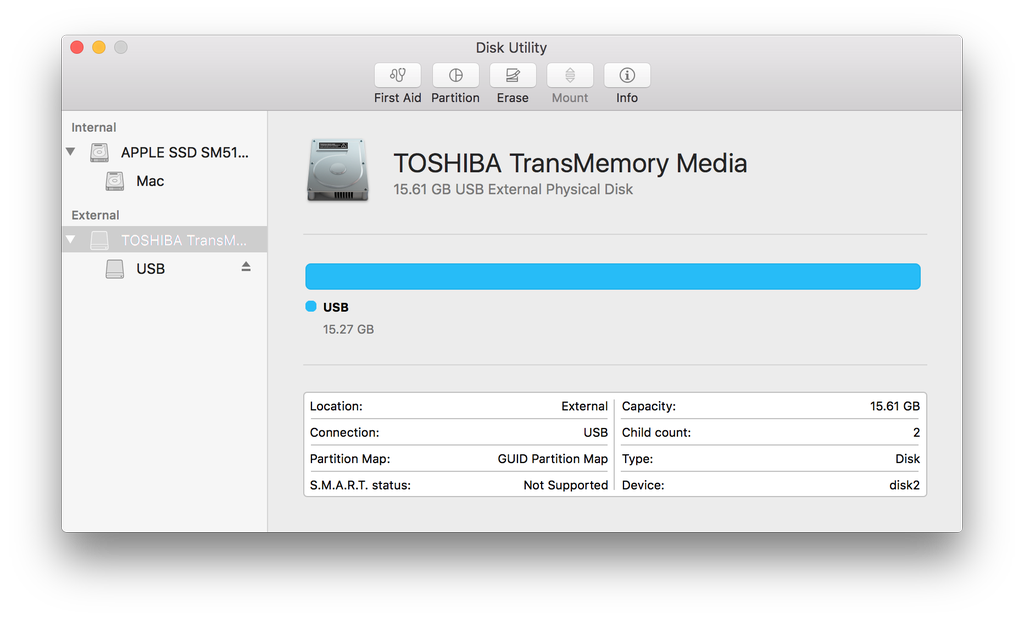 Disk Utility
First Aid Partition Erase Mount Info
Internal
APPLE SSD SM51...
Mac
External
TOSHIBA TransM...
USB
TOSHIBA TransMemory Media
15.61 GB USB External Physical Disk
USB
15.27 GB
Location: External Capacity: 15.61 GB
Connection: USB Child count: 2
Partition Map: GUID Partition Map Type: Disk
S.M.A.R.T. status: Not Supported Device: disk2